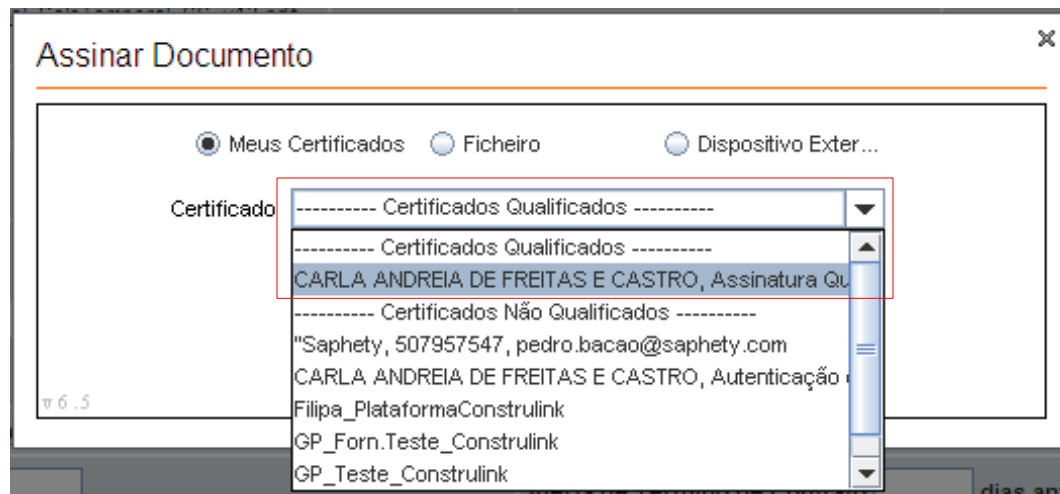 Assinar Documento
Meus Certificados Ficheiro Dispositivo Exter...
Certificado ---------- Certificados Qualificados ----------
---------- Certificados Qualificados ----------
CARLA ANDREIA DE FREITAS E CASTRO, Assinatura Qu
---------- Certificados Não Qualificados ----------
"Saphety, 507957547, pedro.bacao@saphety.com
CARLA ANDREIA DE FREITAS E CASTRO, Autenticação
Filipa_PlataformaConstrulink
π 6.5
GP_Forn.Teste_Construlink
GP_Teste_Construlink
dias